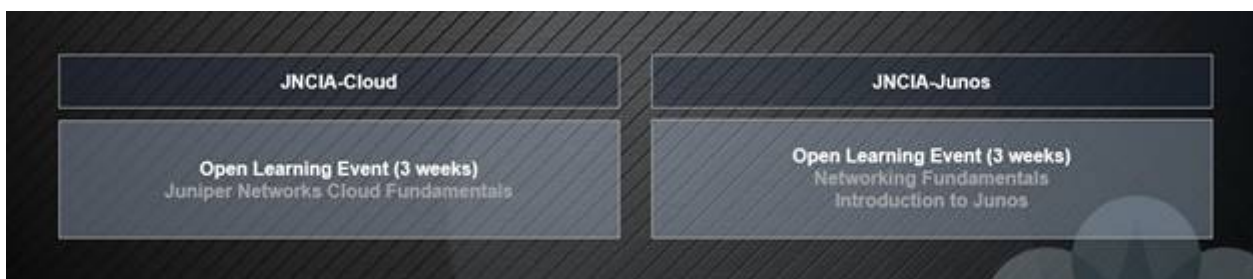 JNCIA-Cloud
Open Learning Event (3 weeks)
Juniper Networks Cloud Fundamentals
JNCIA-Junos
Open Learning Event (3 weeks)
Networking Fundamentals
Introduction to Junos